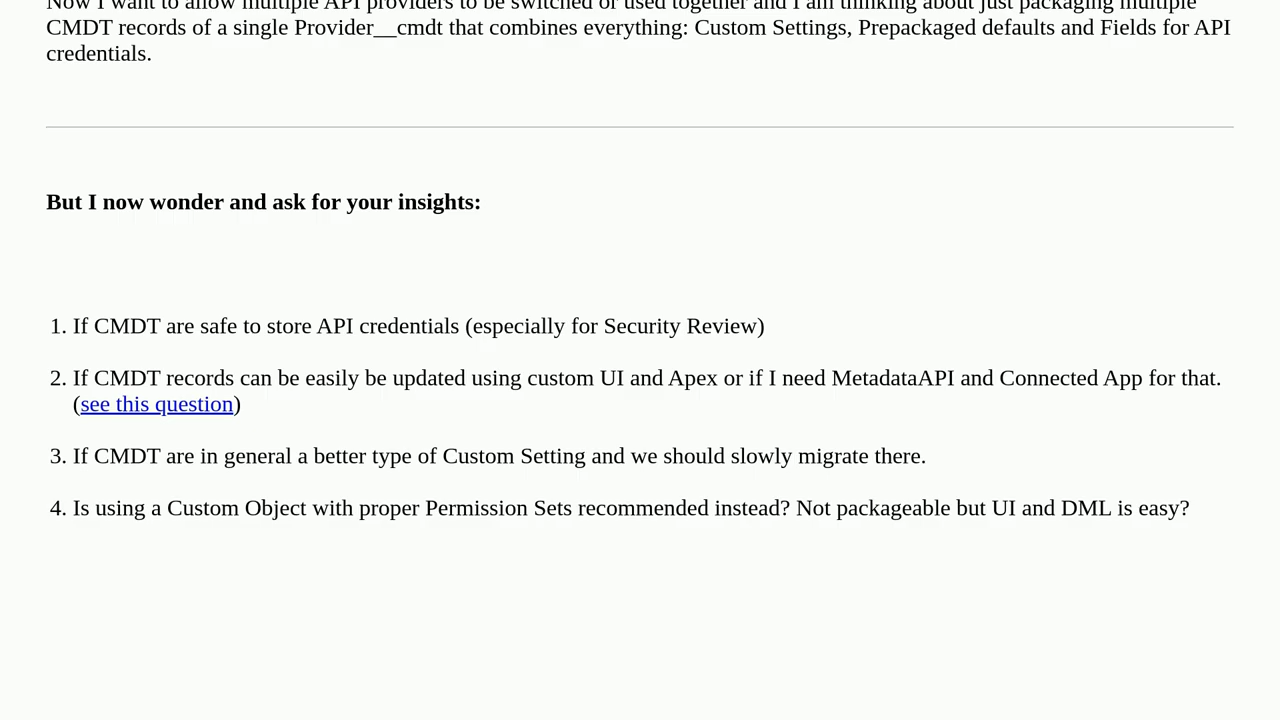 Now I want to allow multiple API providers to be switched or used together and I am thinking about just packaging multiple
CMDT records of a single Provider__cmdt that combines everything: Custom Settings, Prepackaged defaults and Fields for API
credentials.
But I now wonder and ask for your insights:
1. If CMDT are safe to store API credentials (especially for Security Review)
2. If CMDT records can be easily be updated using custom UI and Apex or if I need MetadataAPI and Connected App for that.
(see this question)
3. If CMDT are in general a better type of Custom Setting and we should slowly migrate there.
4. Is using a Custom Object with proper Permission Sets recommended instead? Not packageable but UI and DML is easy?